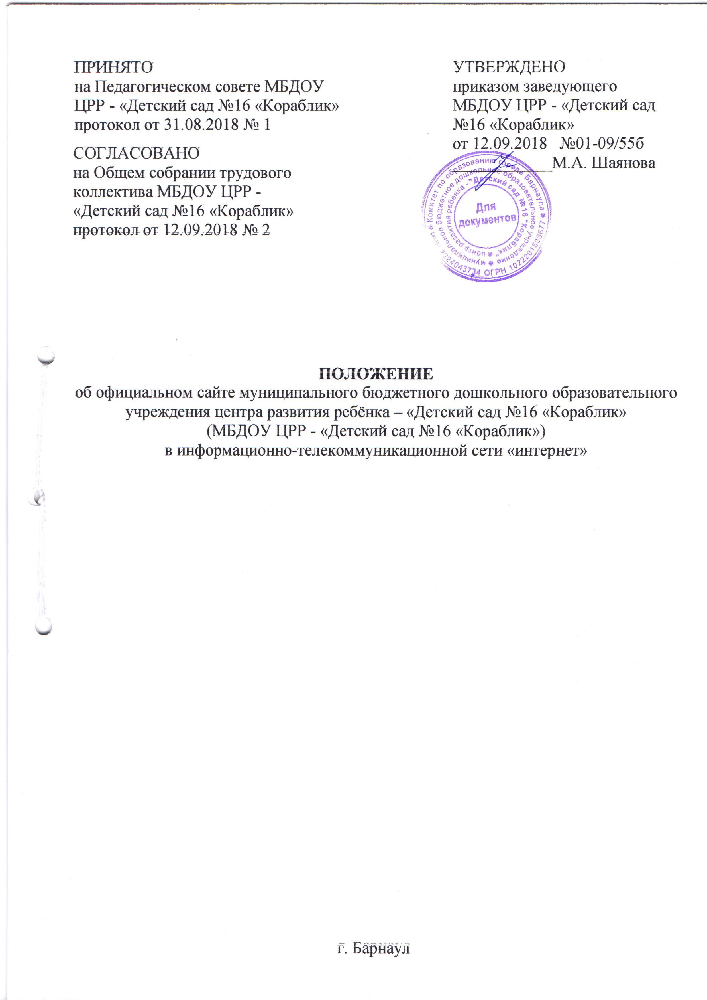 ПРИНЯТО
на Педагогическом совете МБДОУ
ЦРР - «Детский сад №16 «Кораблик»
протокол от 31.08.2018 № 1
СОГЛАСОВАНО
на Общем собрании трудового
коллектива МБДОУ ЦРР -
«Детский сад №16 «Кораблик»
протокол от 12.09.2018 № 2
УТВЕРЖДЕНО
приказом заведующего
МБДОУ ЦРР - «Детский сад
№16 «Кораблик»
от 12.09.2018 №01-09/55б
М.А. Шаянова
Комитет по образованию города Барнаула
2224043734 ОГРН 1022201538677
муниципальное бюджетное дошкольное образовательное учреждение
центр развития ребенка - "Детский сад №16 "Кораблик"
Для
документов
ПОЛОЖЕНИЕ
об официальном сайте муниципального бюджетного дошкольного образовательного
учреждения центра развития ребёнка – «Детский сад №16 «Кораблик»
(МБДОУ ЦРР - «Детский сад №16 «Кораблик»)
в информационно-телекоммуникационной сети «интернет»
г. Барнаул